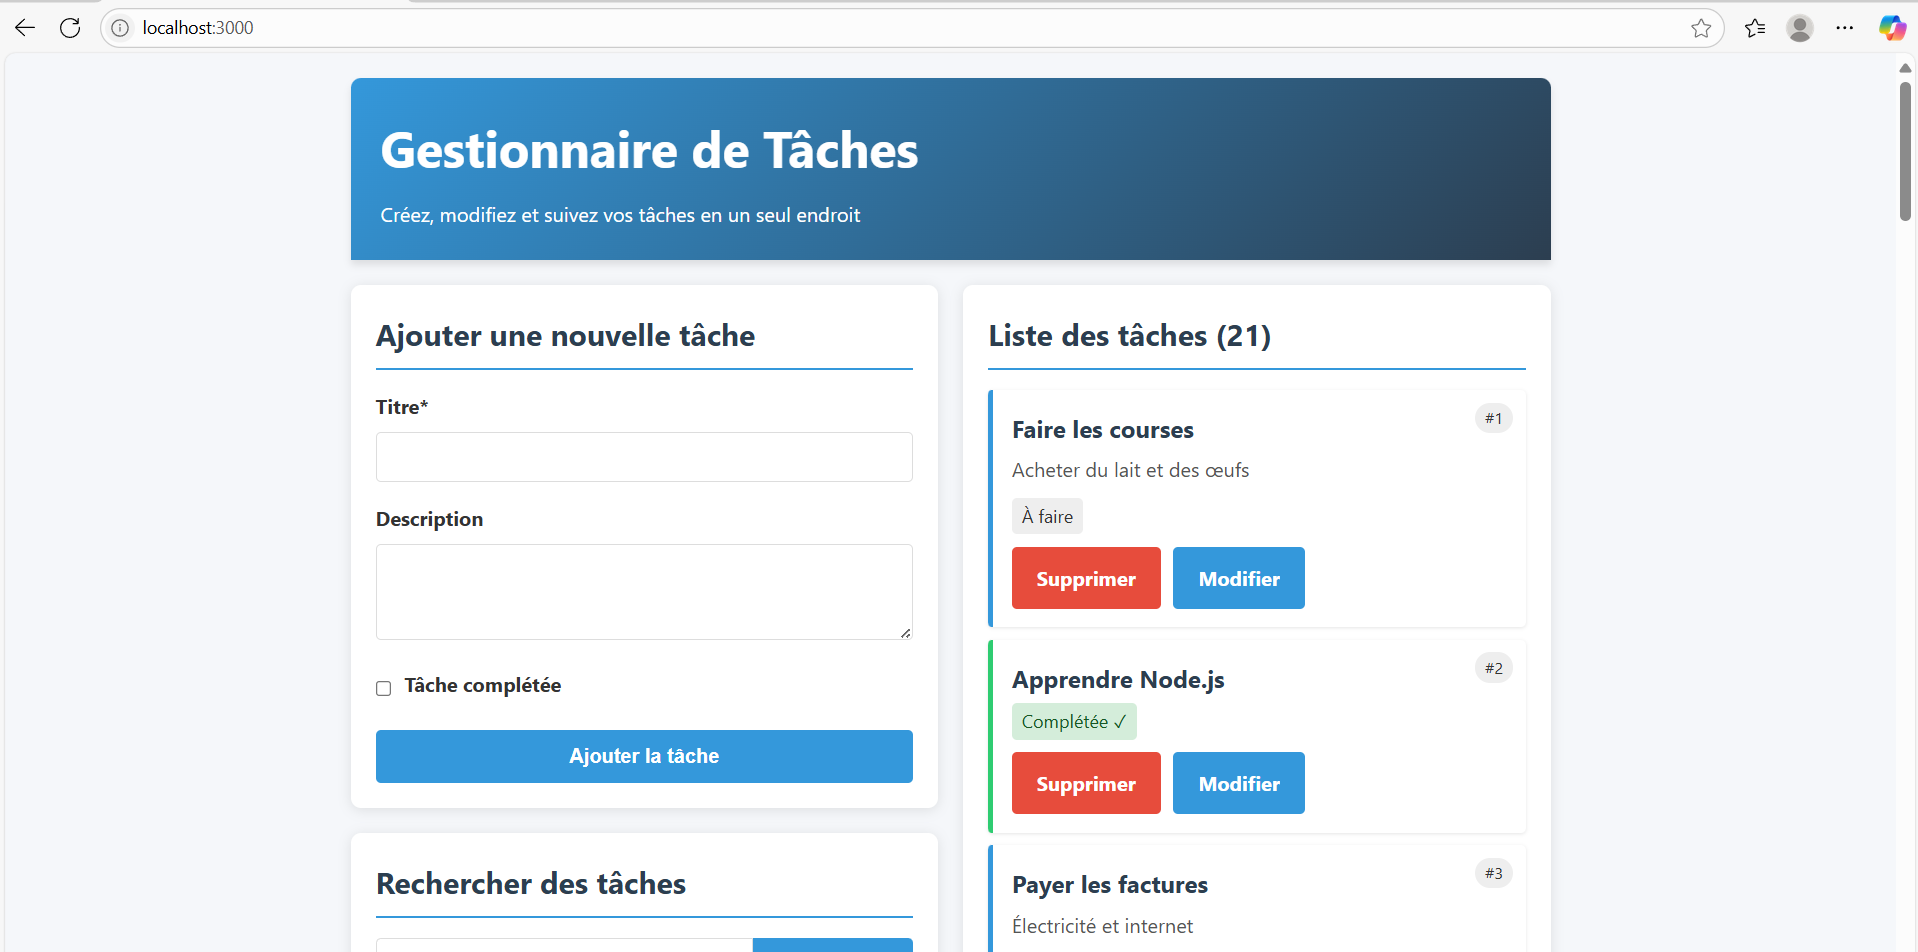 localhost:3000
Gestionnaire de Tâches
Créez, modifiez et suivez vos tâches en un seul endroit
Ajouter une nouvelle tâche
Titre*
Description
Tâche complétée
Ajouter la tâche
Rechercher des tâches
Liste des tâches (21)
Faire les courses
#1
Acheter du lait et des œufs
À faire
Supprimer
Modifier
Apprendre Node.js
#2
Complétée ✓
Supprimer
Modifier
Payer les factures
#3
Électricité et internet